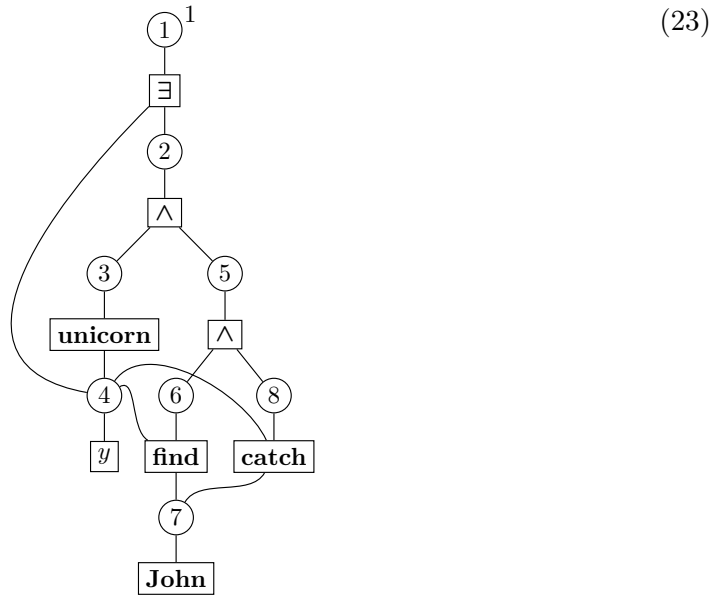 1 1 (23)
∃
2
∧
3 5
unicorn ∧
4 6 8
y find catch
7
John